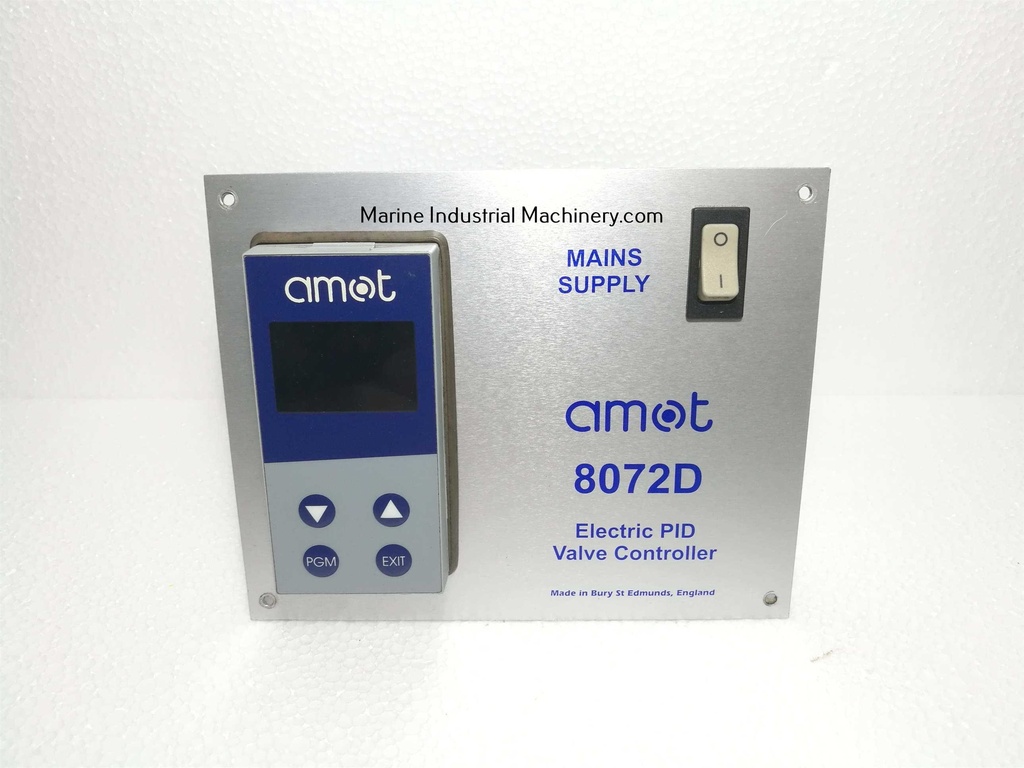 Marine Industrial Machinery.com
amot
PGM
EXIT
MAINS
SUPPLY
O
I
amot
8072D
Electric PID
Valve Controller
Made in Bury St Edmunds, England